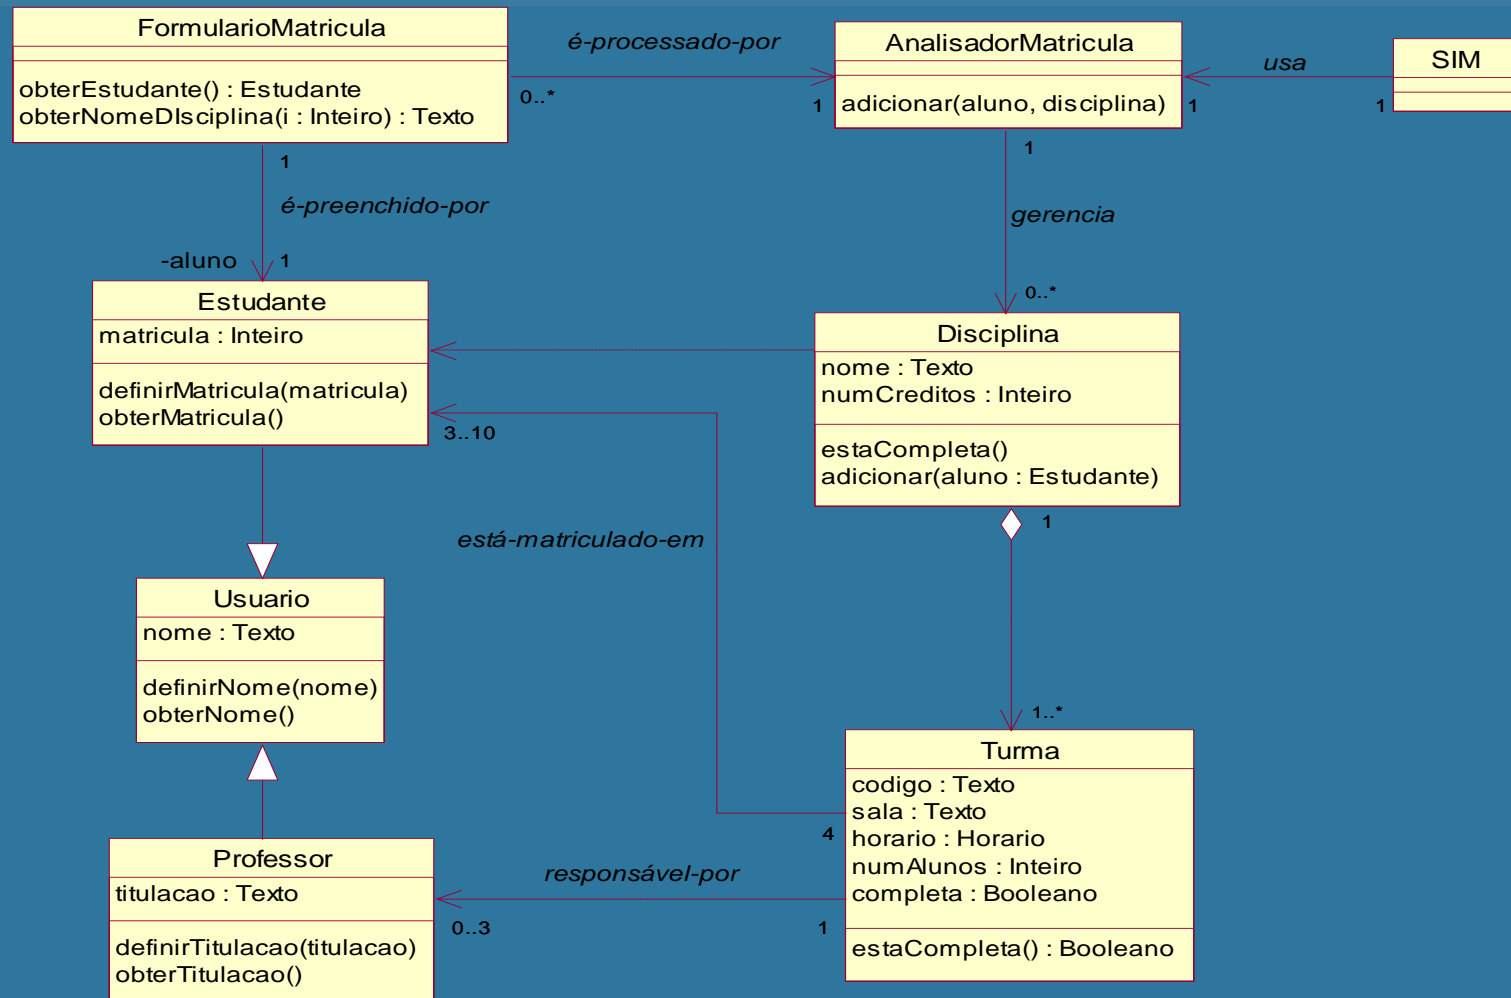 FormularioMatricula
obterEstudante() : Estudante
obterNomeDIsciplina(i : Inteiro) : Texto
é-processado-por
0..*
1
AnalisadorMatricula
adicionar(aluno, disciplina)
usa
1
1
SIM
1
é-preenchido-por
-aluno
1
1
gerencia
0..*
Estudante
matricula : Inteiro
definirMatricula(matricula)
obterMatricula()
3..10
Disciplina
nome : Texto
numCreditos : Inteiro
estaCompleta()
adicionar(aluno : Estudante)
1
está-matriculado-em
Usuario
nome : Texto
definirNome(nome)
obterNome()
1..*
Turma
codigo : Texto
sala : Texto
horario : Horario
numAlunos : Inteiro
completa : Booleano
estaCompleta() : Booleano
4
responsável-por
0..3
1
Professor
titulacao : Texto
definirTitulacao(titulacao)
obterTitulacao()